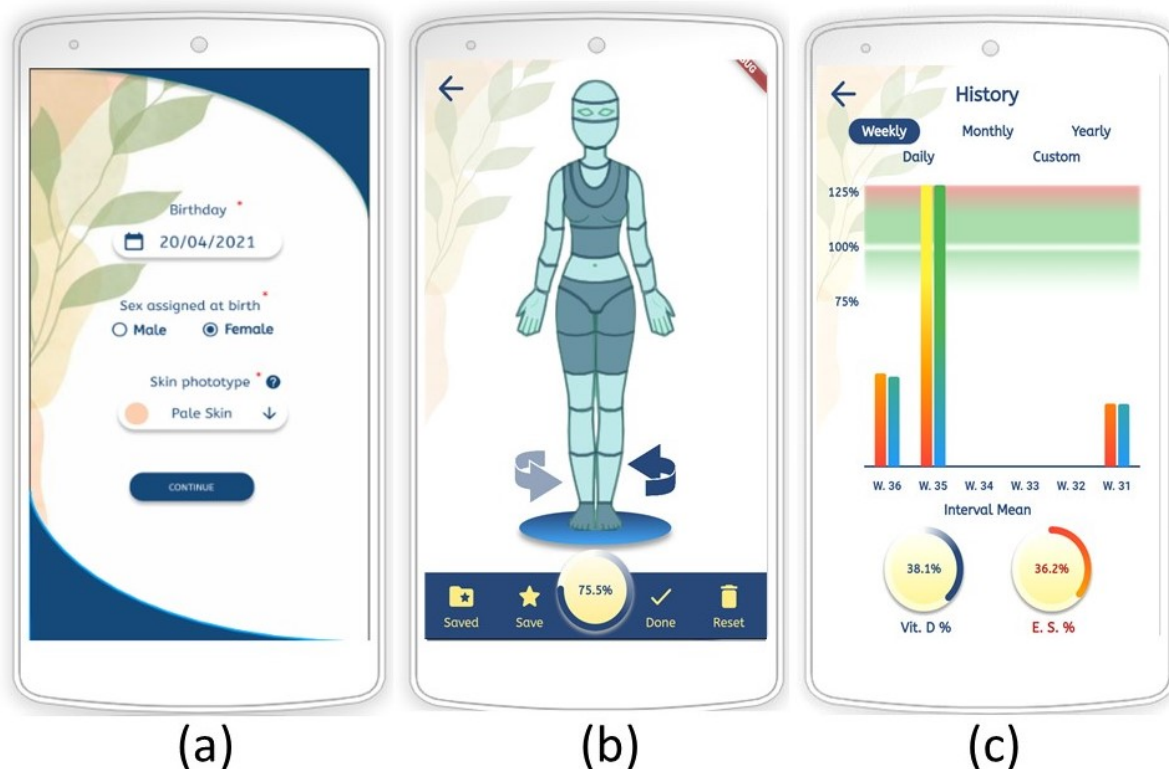 Birthday *
20/04/2021
Sex assigned at birth *
Male Female
Skin phototype * ?
Pale Skin
CONTINUE
75.5%
Saved Save Done Reset
History
Weekly Monthly Yearly
Daily Custom
125%
100%
75%
W. 36 W. 35 W. 34 W. 33 W. 32 W. 31
Interval Mean
38.1% 36.2%
Vit. D % E. S. %
(a) (b) (c)